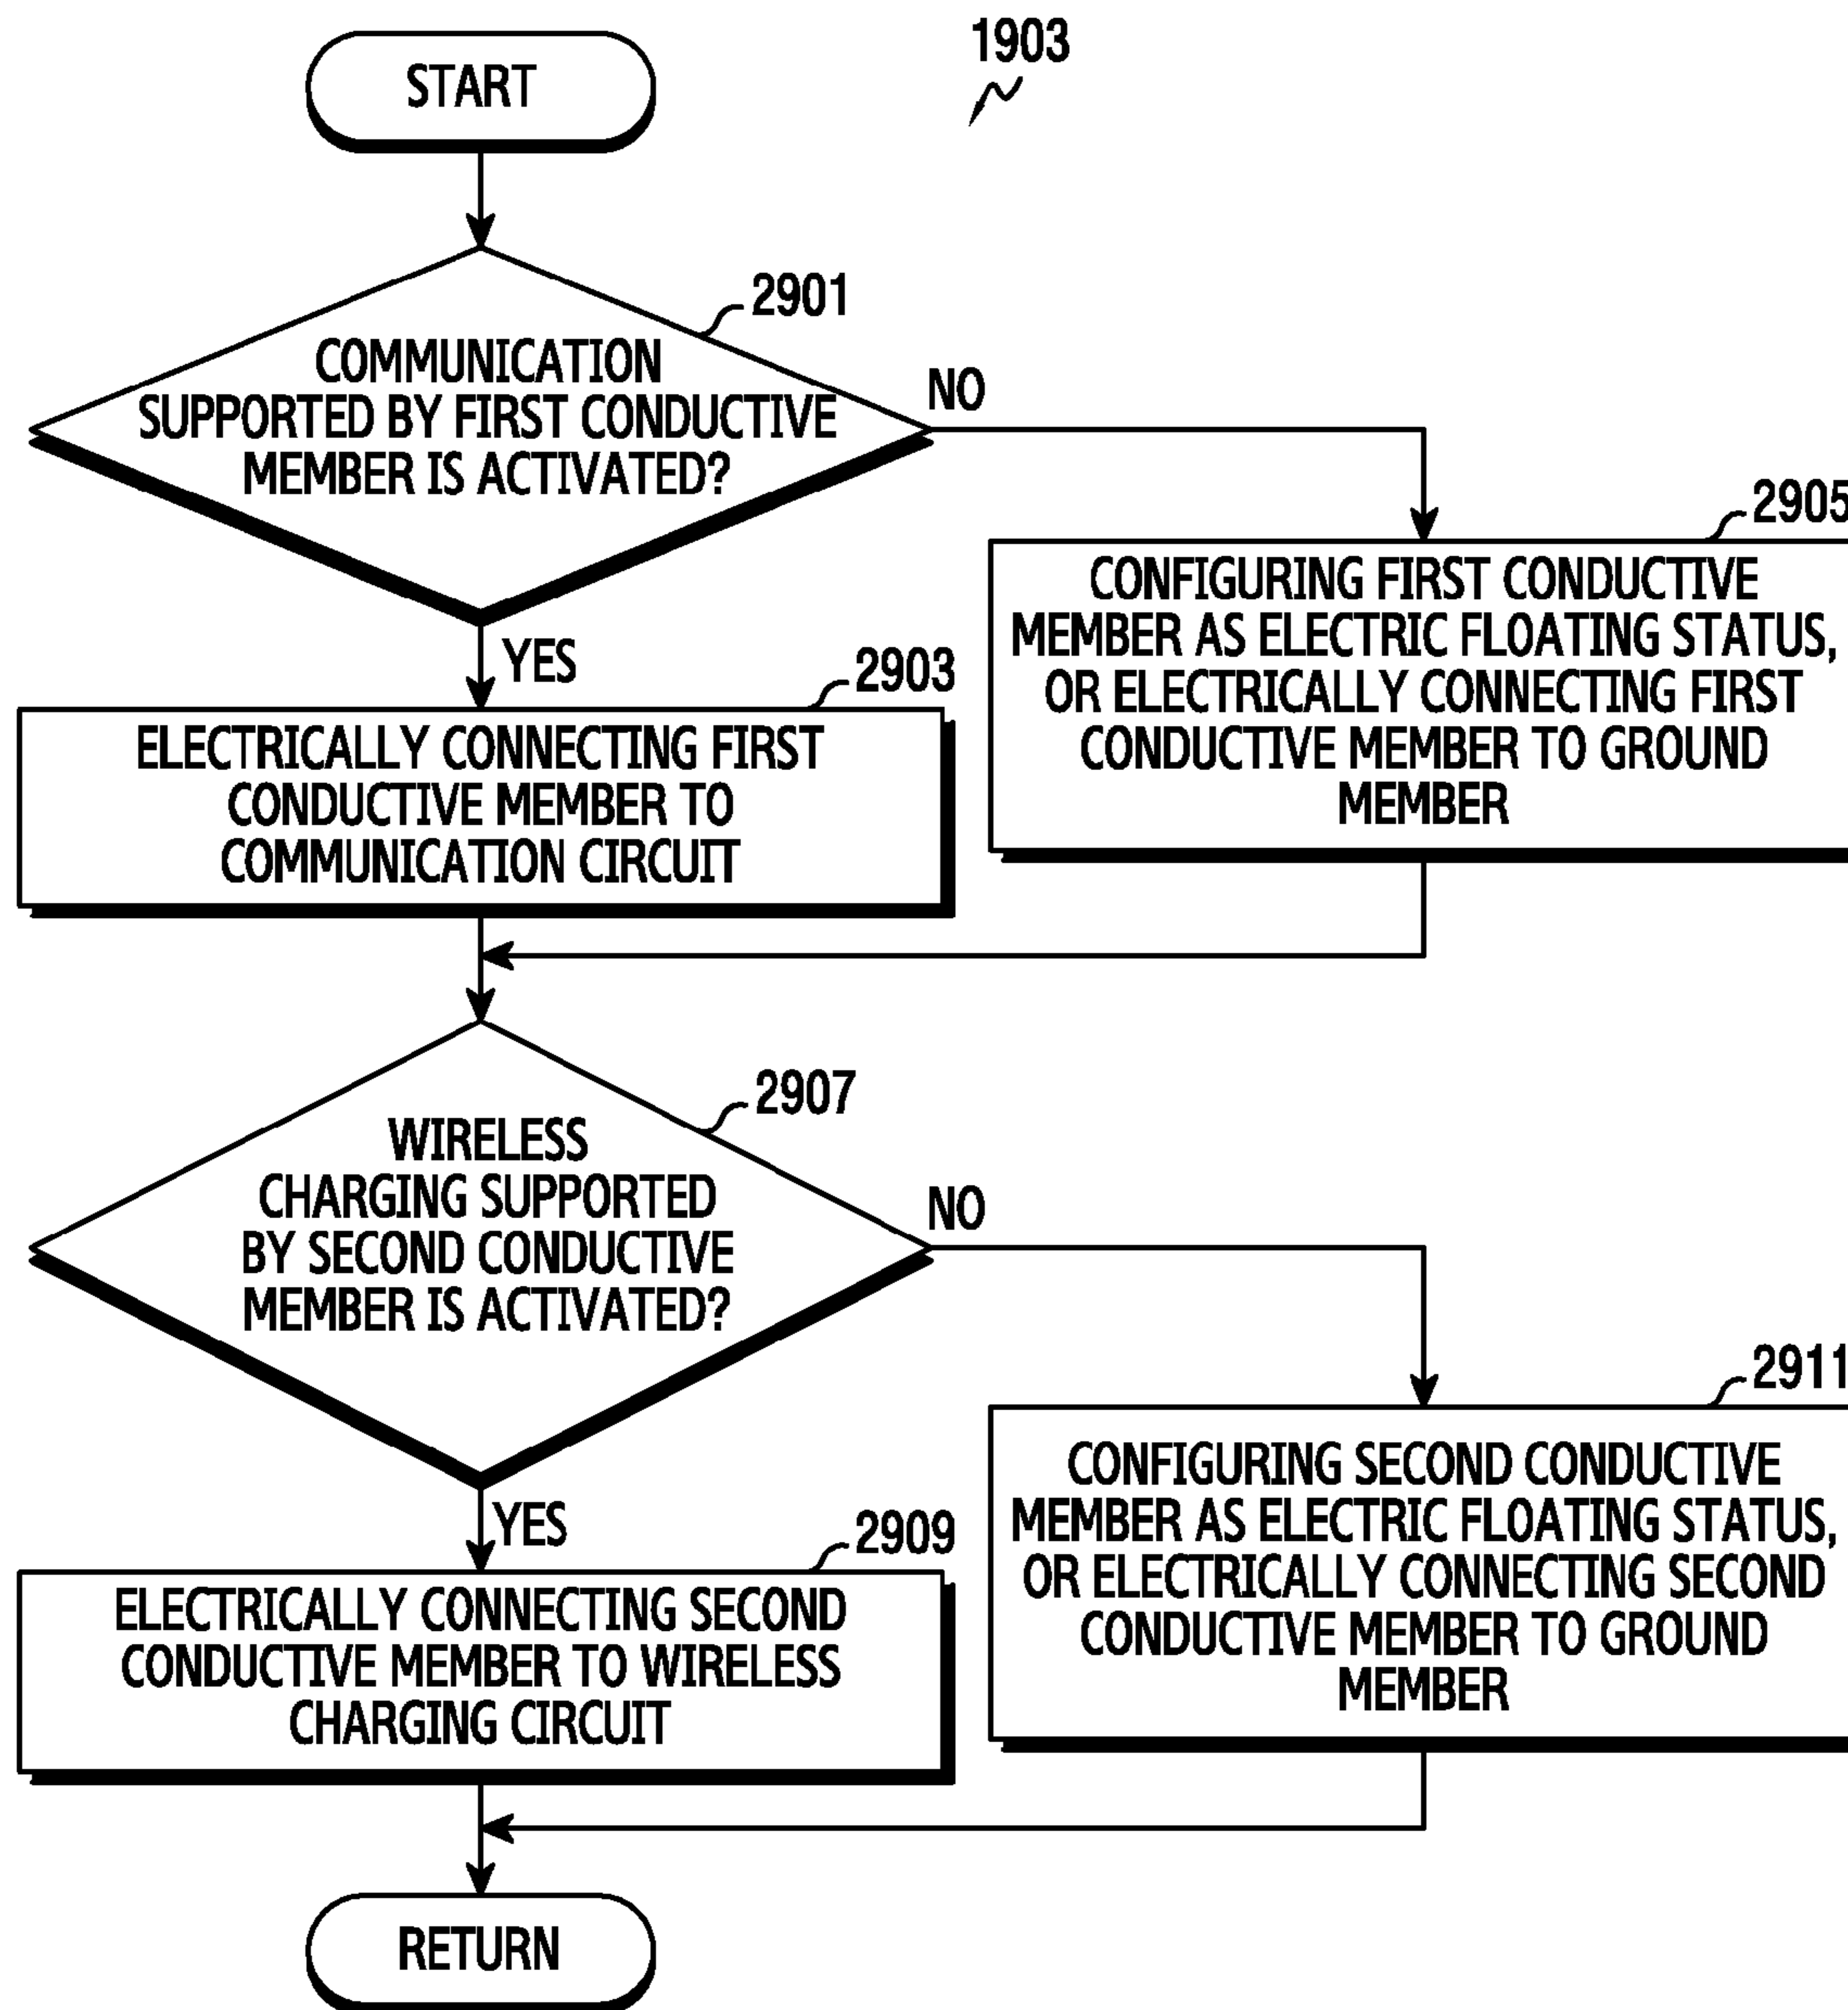 1903
START
2901
COMMUNICATION
SUPPORTED BY FIRST CONDUCTIVE
MEMBER IS ACTIVATED?
NO
YES
2905
CONFIGURING FIRST CONDUCTIVE
MEMBER AS ELECTRIC FLOATING STATUS,
OR ELECTRICALLY CONNECTING FIRST
CONDUCTIVE MEMBER TO GROUND
MEMBER
2903
ELECTRICALLY CONNECTING FIRST
CONDUCTIVE MEMBER TO
COMMUNICATION CIRCUIT
2907
WIRELESS
CHARGING SUPPORTED
BY SECOND CONDUCTIVE
MEMBER IS ACTIVATED?
NO
YES
2911
CONFIGURING SECOND CONDUCTIVE
MEMBER AS ELECTRIC FLOATING STATUS,
OR ELECTRICALLY CONNECTING SECOND
CONDUCTIVE MEMBER TO GROUND
MEMBER
2909
ELECTRICALLY CONNECTING SECOND
CONDUCTIVE MEMBER TO WIRELESS
CHARGING CIRCUIT
RETURN